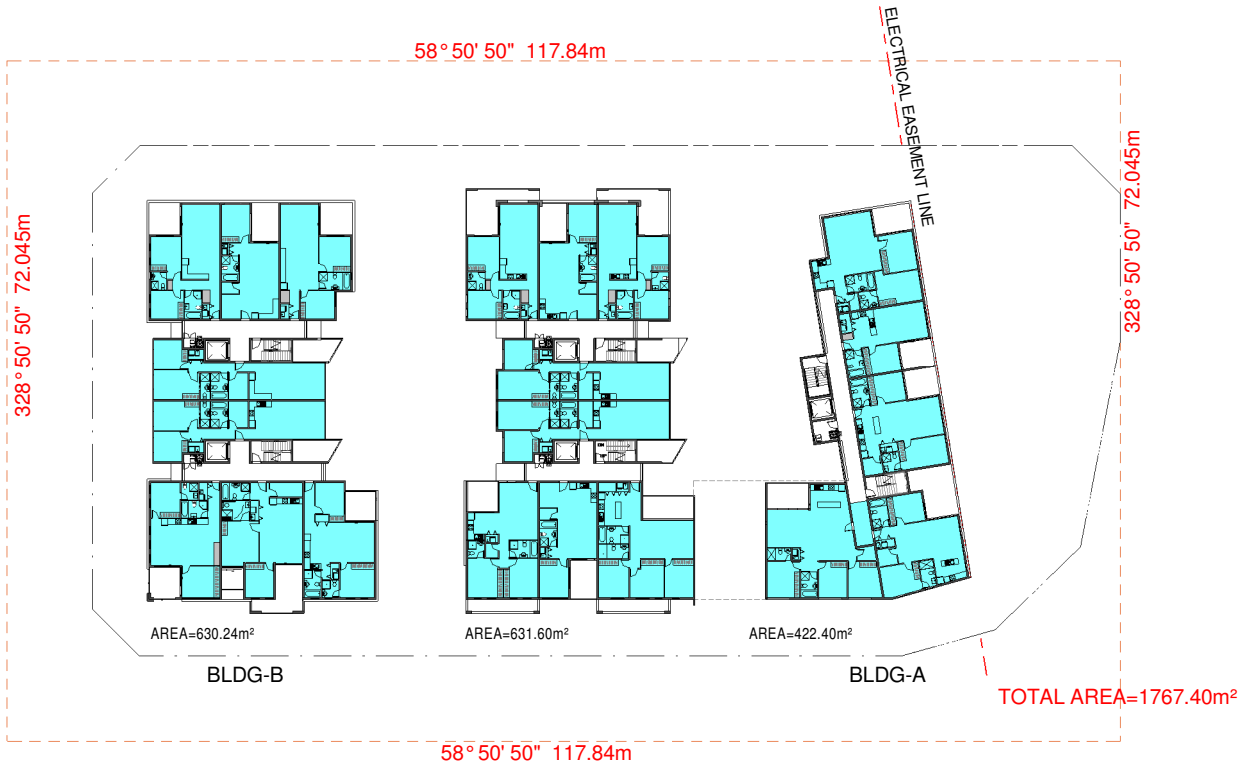 ELECTRICAL EASEMENT LINE
58° 50' 50" 117.84m
328° 50' 50" 72.045m
328° 50' 50" 72.045m
AREA=630.24m²
AREA=631.60m²
AREA=422.40m²
BLDG-B
BLDG-A
TOTAL AREA=1767.40m²
58° 50' 50" 117.84m